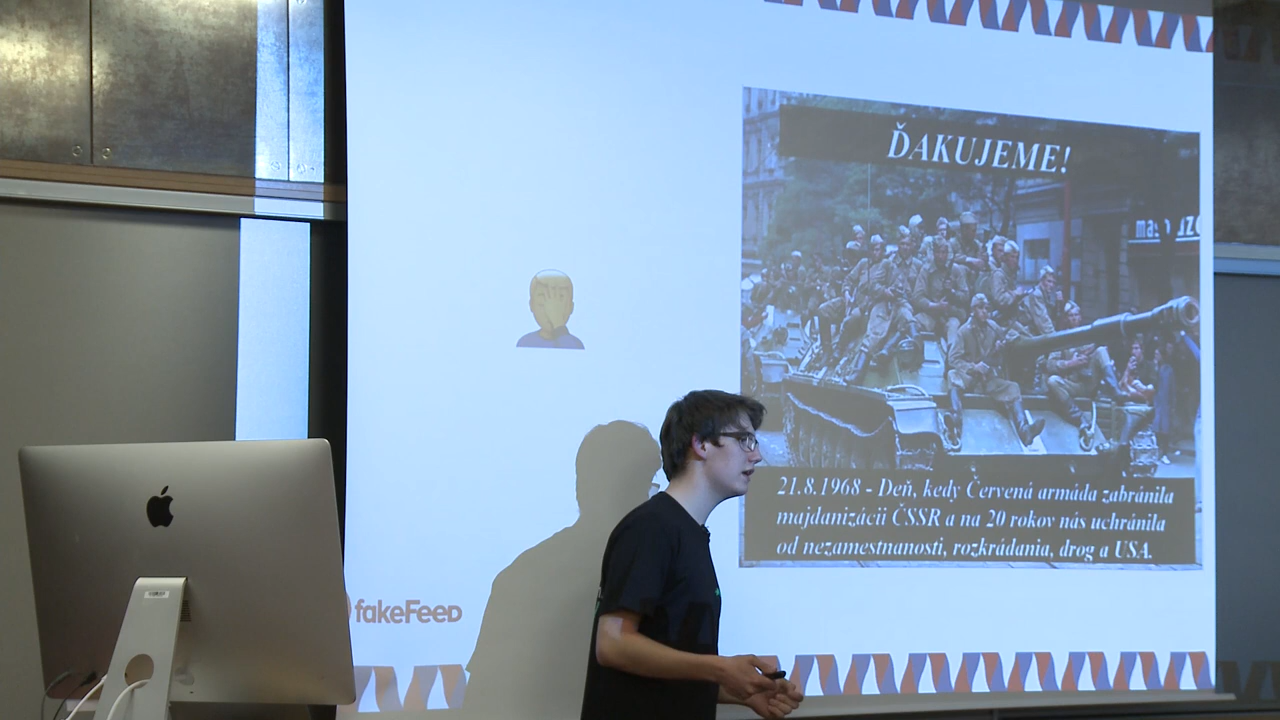 ĎAKUJEME!
21.8.1968 - Deň, kedy Červená armáda zabránila
majdanizácii ČSSR a na 20 rokov nás uchránila
od nezamestnanosti, rozkrádania, drog a USA.
fakeFeed